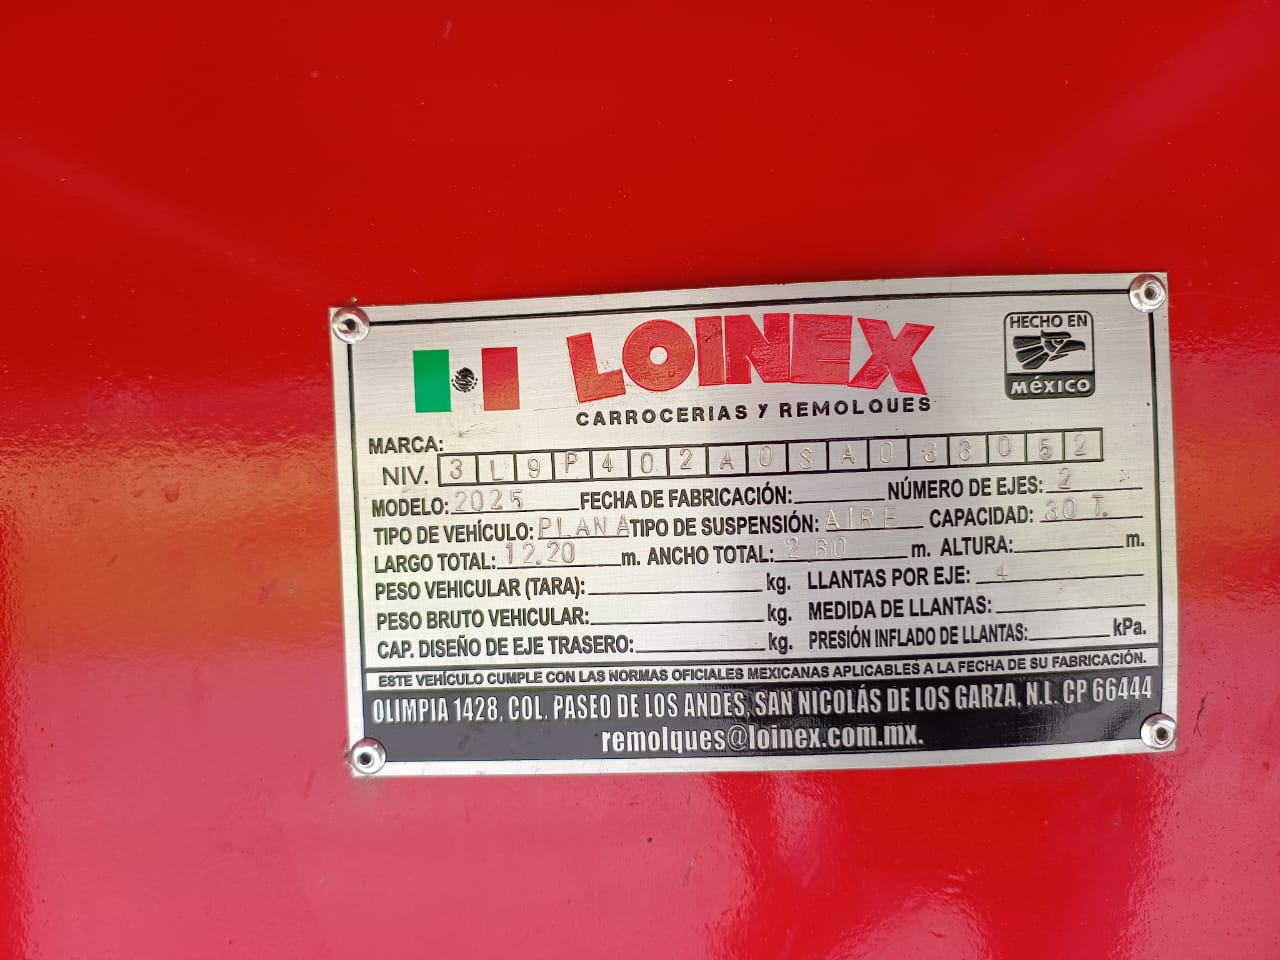 LOINEX
CARROCERIAS Y REMOLQUES
HECHO EN
MÉXICO
MARCA:
NIV. 3L9P402A0SA033052
MODELO: 2025 FECHA DE FABRICACIÓN: NÚMERO DE EJES: 2
TIPO DE VEHÍCULO: PLANA TIPO DE SUSPENSIÓN: AIRE CAPACIDAD: 30 T.
LARGO TOTAL: 12.20 m. ANCHO TOTAL: 2.60 m. ALTURA: m.
PESO VEHICULAR (TARA): kg. LLANTAS POR EJE: 4
PESO BRUTO VEHICULAR: kg. MEDIDA DE LLANTAS:
CAP. DISEÑO DE EJE TRASERO: kg. PRESIÓN INFLADO DE LLANTAS: kPa.
ESTE VEHÍCULO CUMPLE CON LAS NORMAS OFICIALES MEXICANAS APLICABLES A LA FECHA DE SU FABRICACIÓN.
OLIMPIA 1428, COL. PASEO DE LOS ANDES, SAN NICOLÁS DE LOS GARZA, N.L. CP 66444
remolques@loinex.com.mx.